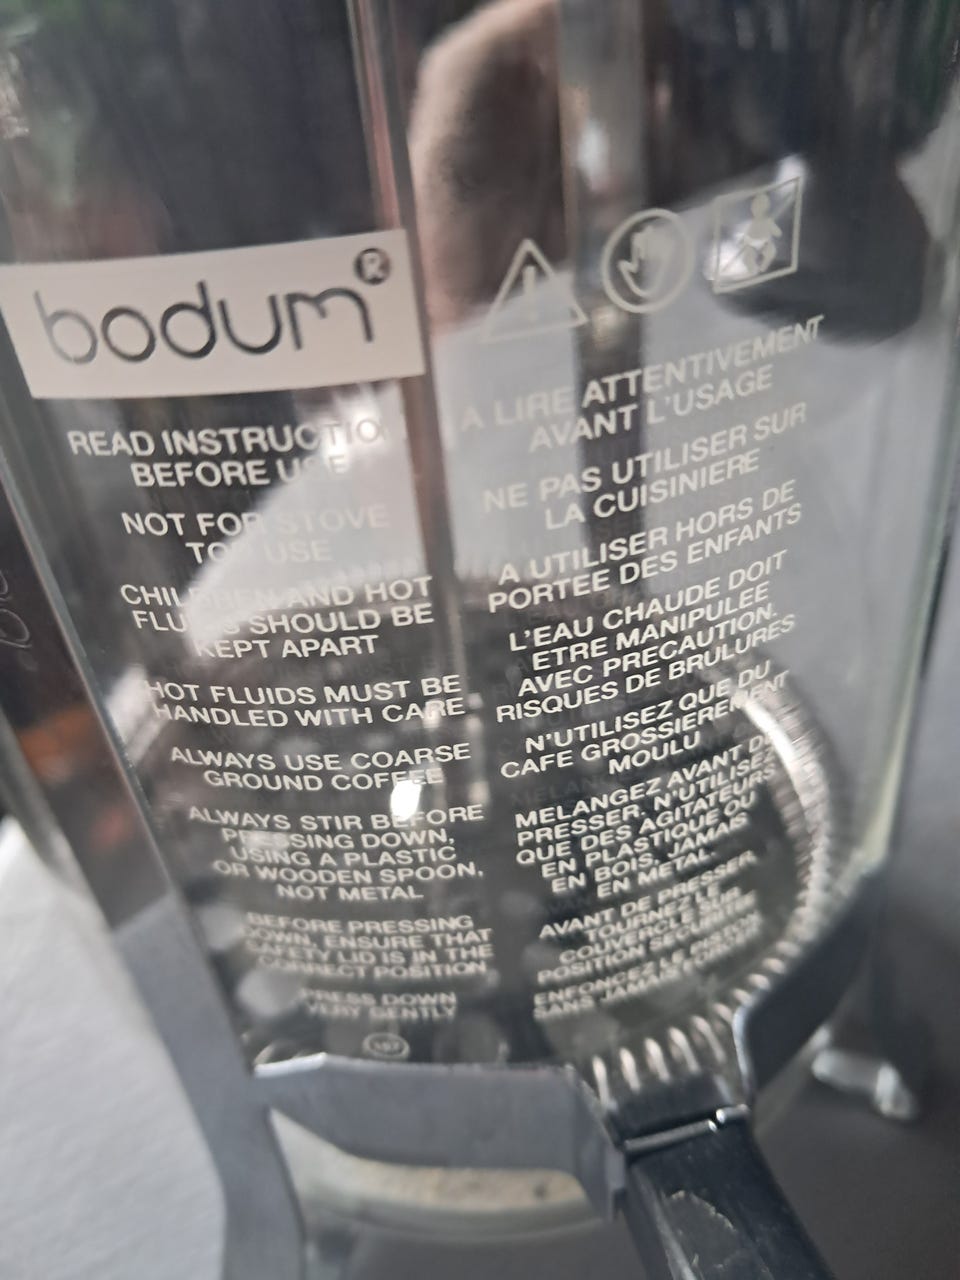 bodum®
READ INSTRUCTIO
BEFORE USE
NOT FOR STOVE
TOP USE
CHILDREN AND HOT
FLUIDS SHOULD BE
KEPT APART
HOT FLUIDS MUST BE
HANDLED WITH CARE
ALWAYS USE COARSE
GROUND COFFEE
ALWAYS STIR BEFORE
PRESSING DOWN,
USING A PLASTIC
OR WOODEN SPOON,
NOT METAL
BEFORE PRESSING
DOWN, ENSURE THAT
SAFETY LID IS IN THE
CORRECT POSITION
PRESS DOWN
VERY GENTLY
A LIRE ATTENTIVEMENT
AVANT L'USAGE
NE PAS UTILISER SUR
LA CUISINIERE
A UTILISER HORS DE
PORTEE DES ENFANTS
L'EAU CHAUDE DOIT
ETRE MANIPULEE
AVEC PRECAUTION.
RISQUES DE BRULURES
N'UTILISEZ QUE DU
CAFE GROSSIEREMENT
MOULU
MELANGEZ AVANT DE
PRESSER, N'UTILISEZ
QUE DES AGITATEURS
EN PLASTIQUE OU
EN BOIS, JAMAIS
EN METAL.
AVANT DE PRESSER,
TOURNEZ LE
COUVERCLE SUR
POSITION SECURITEE
ENFONCEZ LE PISTON
SANS JAMAIS FORCER